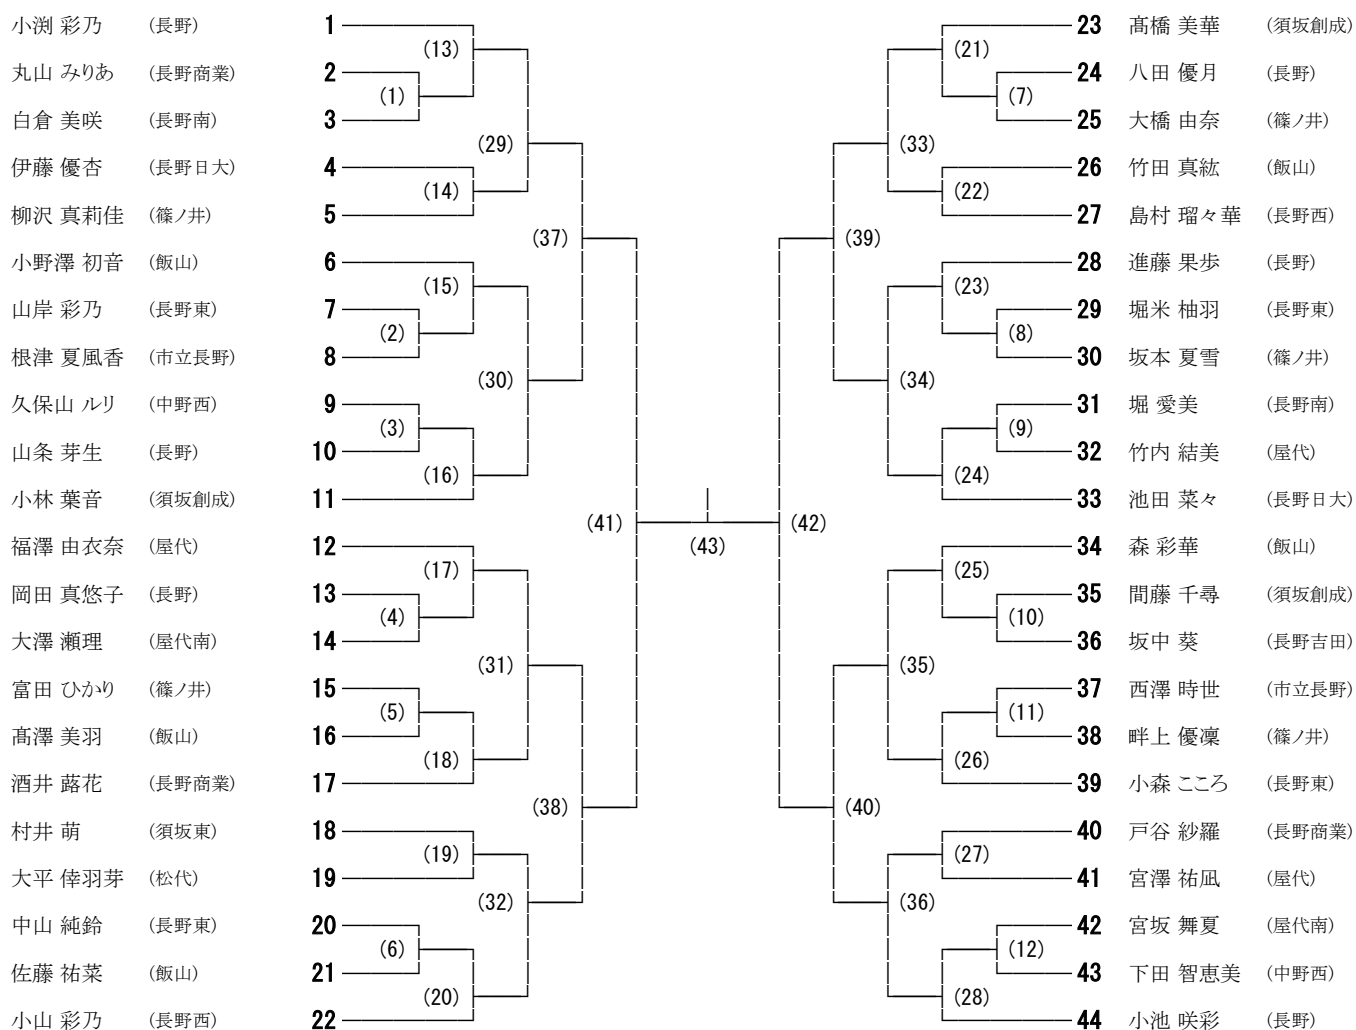 小渕 彩乃 (長野) 1
丸山 みりあ (長野商業) 2
白倉 美咲 (長野南) 3
伊藤 優杏 (長野日大) 4
柳沢 真莉佳 (篠ノ井) 5
小野澤 初音 (飯山) 6
山岸 彩乃 (長野東) 7
根津 夏風香 (市立長野) 8
久保山 ルリ (中野西) 9
山条 芽生 (長野) 10
小林 葉音 (須坂創成) 11
福澤 由衣奈 (屋代) 12
岡田 真悠子 (長野) 13
大澤 瀬理 (屋代南) 14
富田 ひかり (篠ノ井) 15
髙澤 美羽 (飯山) 16
酒井 蕗花 (長野商業) 17
村井 萌 (須坂東) 18
大平 倖羽芽 (松代) 19
中山 純鈴 (長野東) 20
佐藤 祐菜 (飯山) 21
小山 彩乃 (長野西) 22
(1)
(2)
(3)
(4)
(5)
(6)
(13)
(14)
(15)
(16)
(17)
(18)
(19)
(20)
(29)
(30)
(31)
(32)
(37)
(38)
(41)
(43)
(42)
(39)
(40)
(33)
(34)
(35)
(36)
(21)
(22)
(23)
(24)
(25)
(26)
(27)
(28)
(7)
(8)
(9)
(10)
(11)
(12)
23 髙橋 美華 (須坂創成)
24 八田 優月 (長野)
25 大橋 由奈 (篠ノ井)
26 竹田 真紘 (飯山)
27 島村 瑠々華 (長野西)
28 進藤 果歩 (長野)
29 堀米 柚羽 (長野東)
30 坂本 夏雪 (篠ノ井)
31 堀 愛美 (長野南)
32 竹内 結美 (屋代)
33 池田 菜々 (長野日大)
34 森 彩華 (飯山)
35 間藤 千尋 (須坂創成)
36 坂中 葵 (長野吉田)
37 西澤 時世 (市立長野)
38 畔上 優凜 (篠ノ井)
39 小森 こころ (長野東)
40 戸谷 紗羅 (長野商業)
41 宮澤 祐凪 (屋代)
42 宮坂 舞夏 (屋代南)
43 下田 智恵美 (中野西)
44 小池 咲彩 (長野)